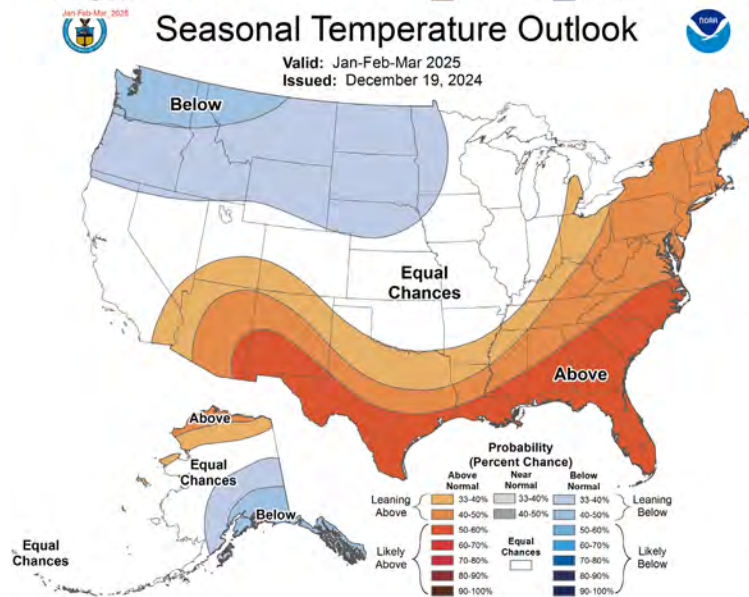 Jan-Feb-Mar 2025
Seasonal Temperature Outlook
NOAA
Valid: Jan-Feb-Mar 2025
Issued: December 19, 2024
Below
Equal
Chances
Above
Above
Equal
Chances
Below
Equal
Chances
Probability
(Percent Chance)
Above Normal
Near Normal
Below Normal
Leaning Above
33-40% 33-40% 33-40%
40-50% 40-50% 40-50%
Leaning Below
Likely Above
50-60% 50-60%
60-70% Equal Chances 60-70%
70-80% 70-80%
80-90% 80-90%
90-100% 90-100%
Likely Below